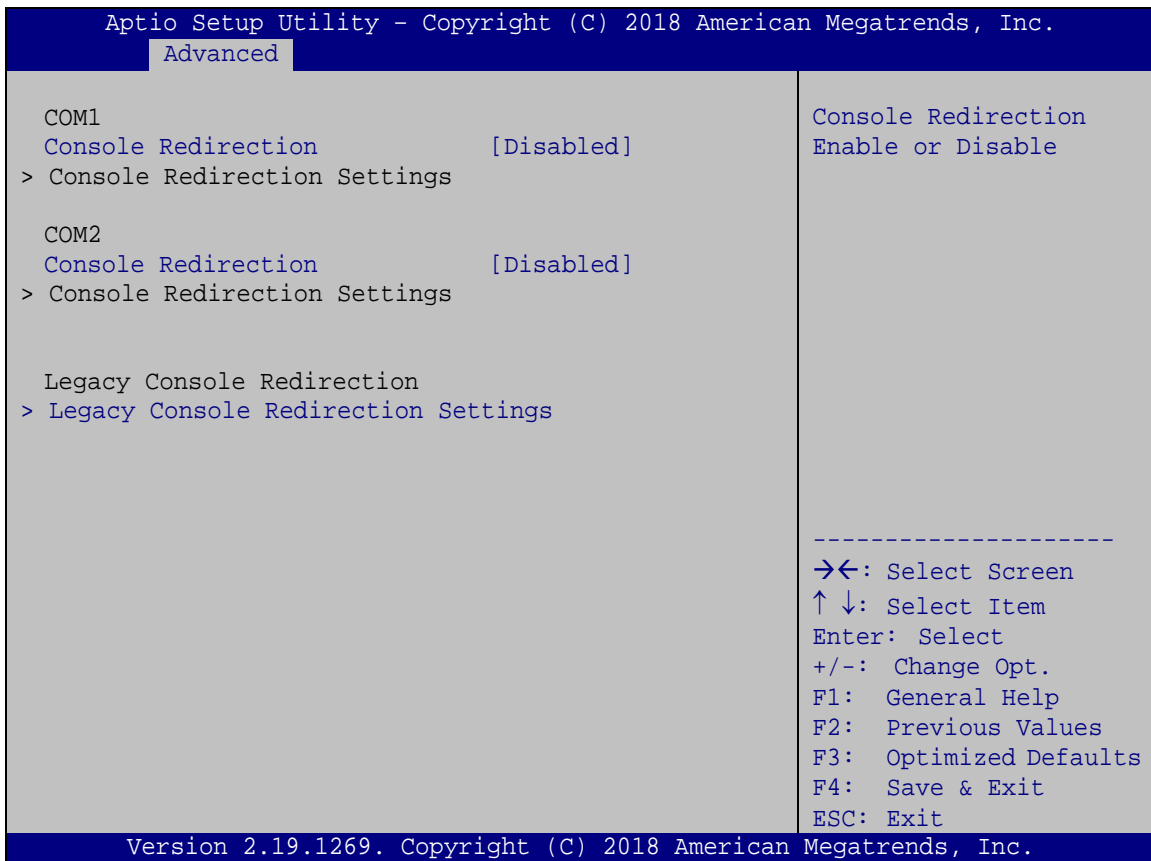 Aptio Setup Utility – Copyright (C) 2018 American Megatrends, Inc.
Advanced
COM1
Console Redirection [Disabled]
> Console Redirection Settings
COM2
Console Redirection [Disabled]
> Console Redirection Settings
Legacy Console Redirection
> Legacy Console Redirection Settings
Console Redirection
Enable or Disable
---------------------
→←: Select Screen
↑ ↓: Select Item
Enter: Select
+/-: Change Opt.
F1: General Help
F2: Previous Values
F3: Optimized Defaults
F4: Save & Exit
ESC: Exit
Version 2.19.1269. Copyright (C) 2018 American Megatrends, Inc.